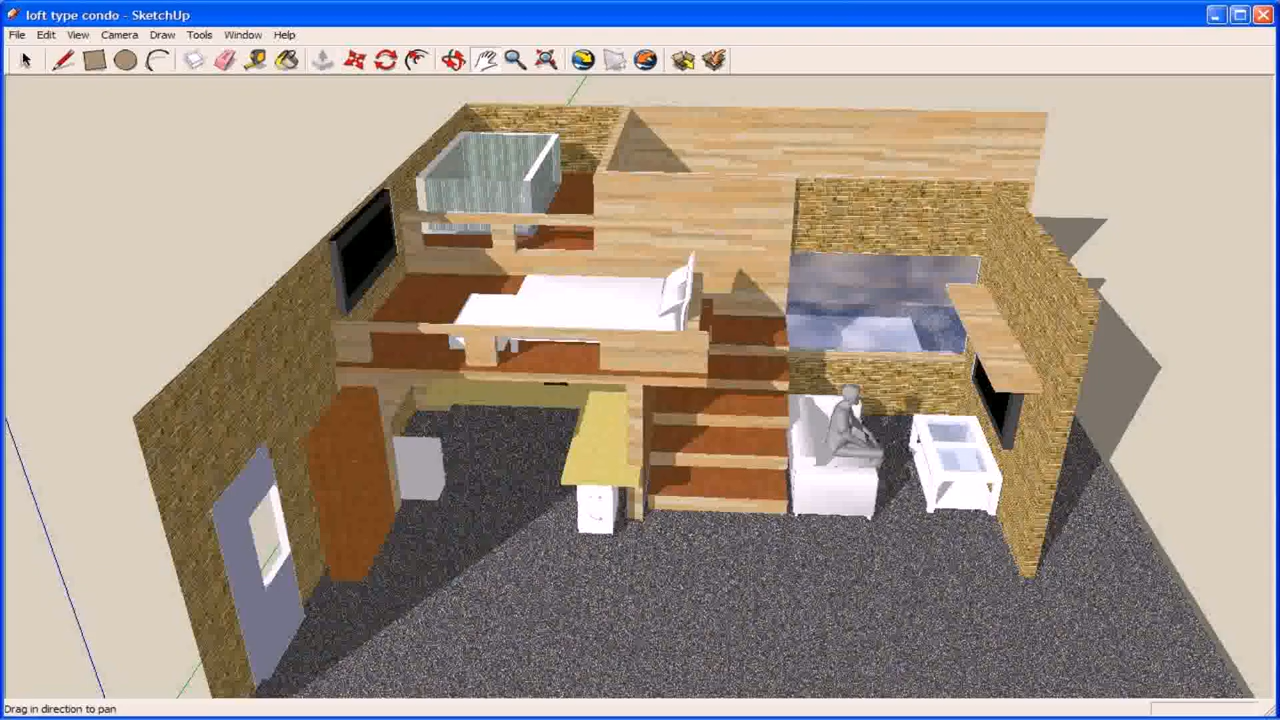 loft type condo - SketchUp
File Edit View Camera Draw Tools Window Help
Drag in direction to pan